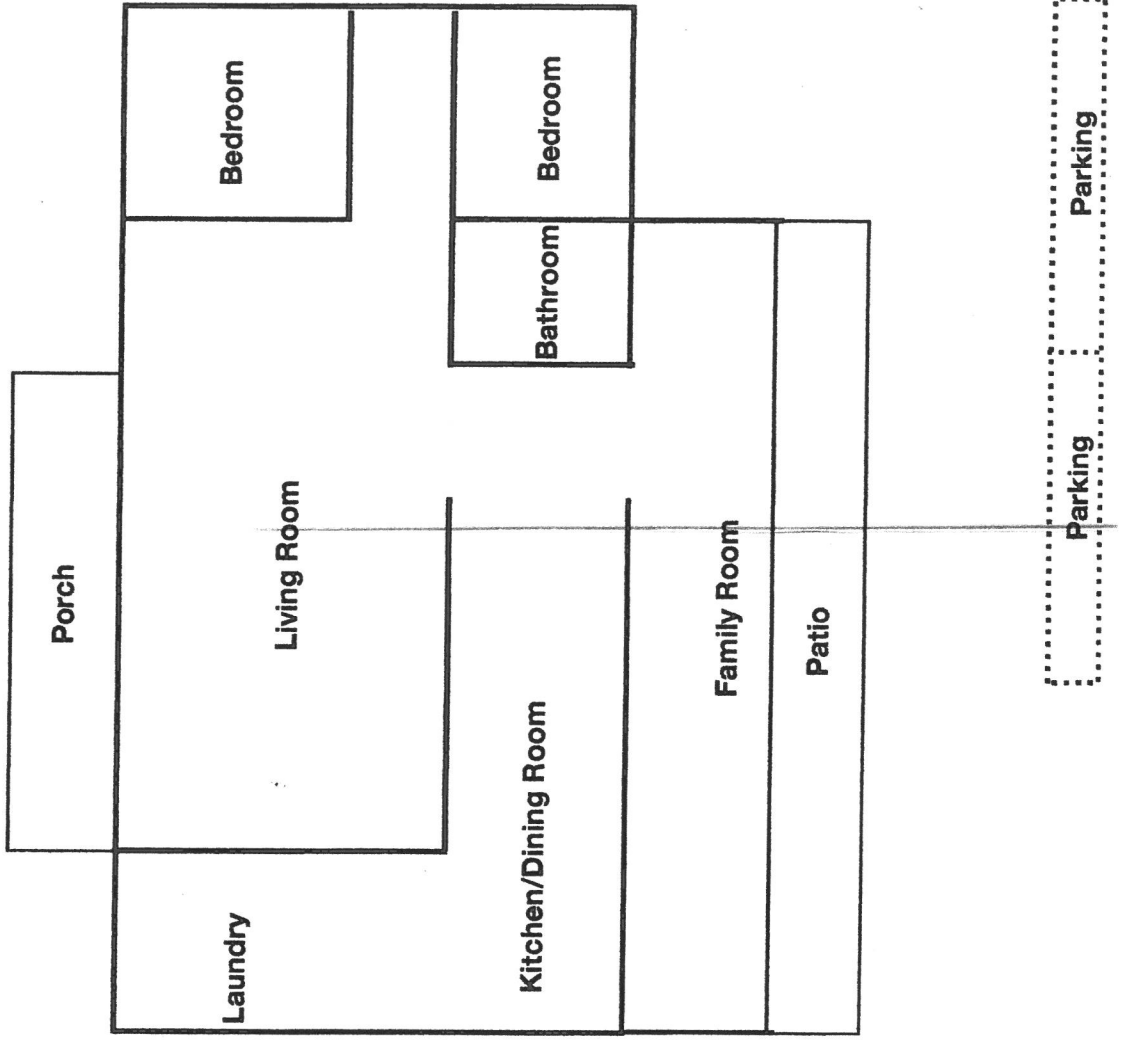 Porch
Living Room
Bedroom
Laundry
Kitchen/Dining Room
Bathroom
Bedroom
Family Room
Patio
Parking
Parking